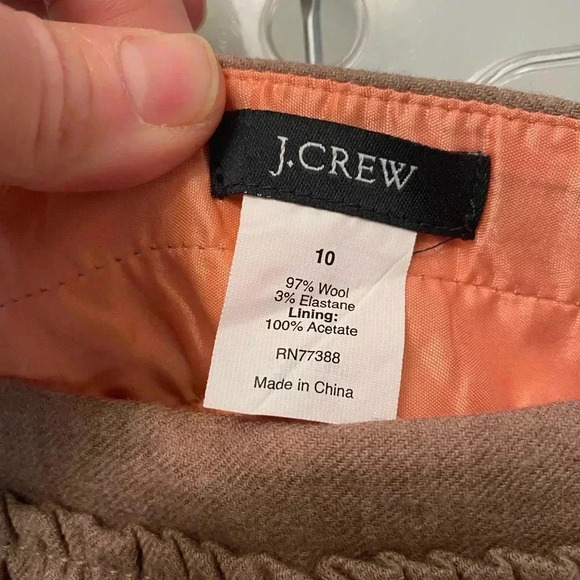 J.CREW
10
97% Wool
3% Elastane
Lining:
100% Acetate
RN77388
Made in China